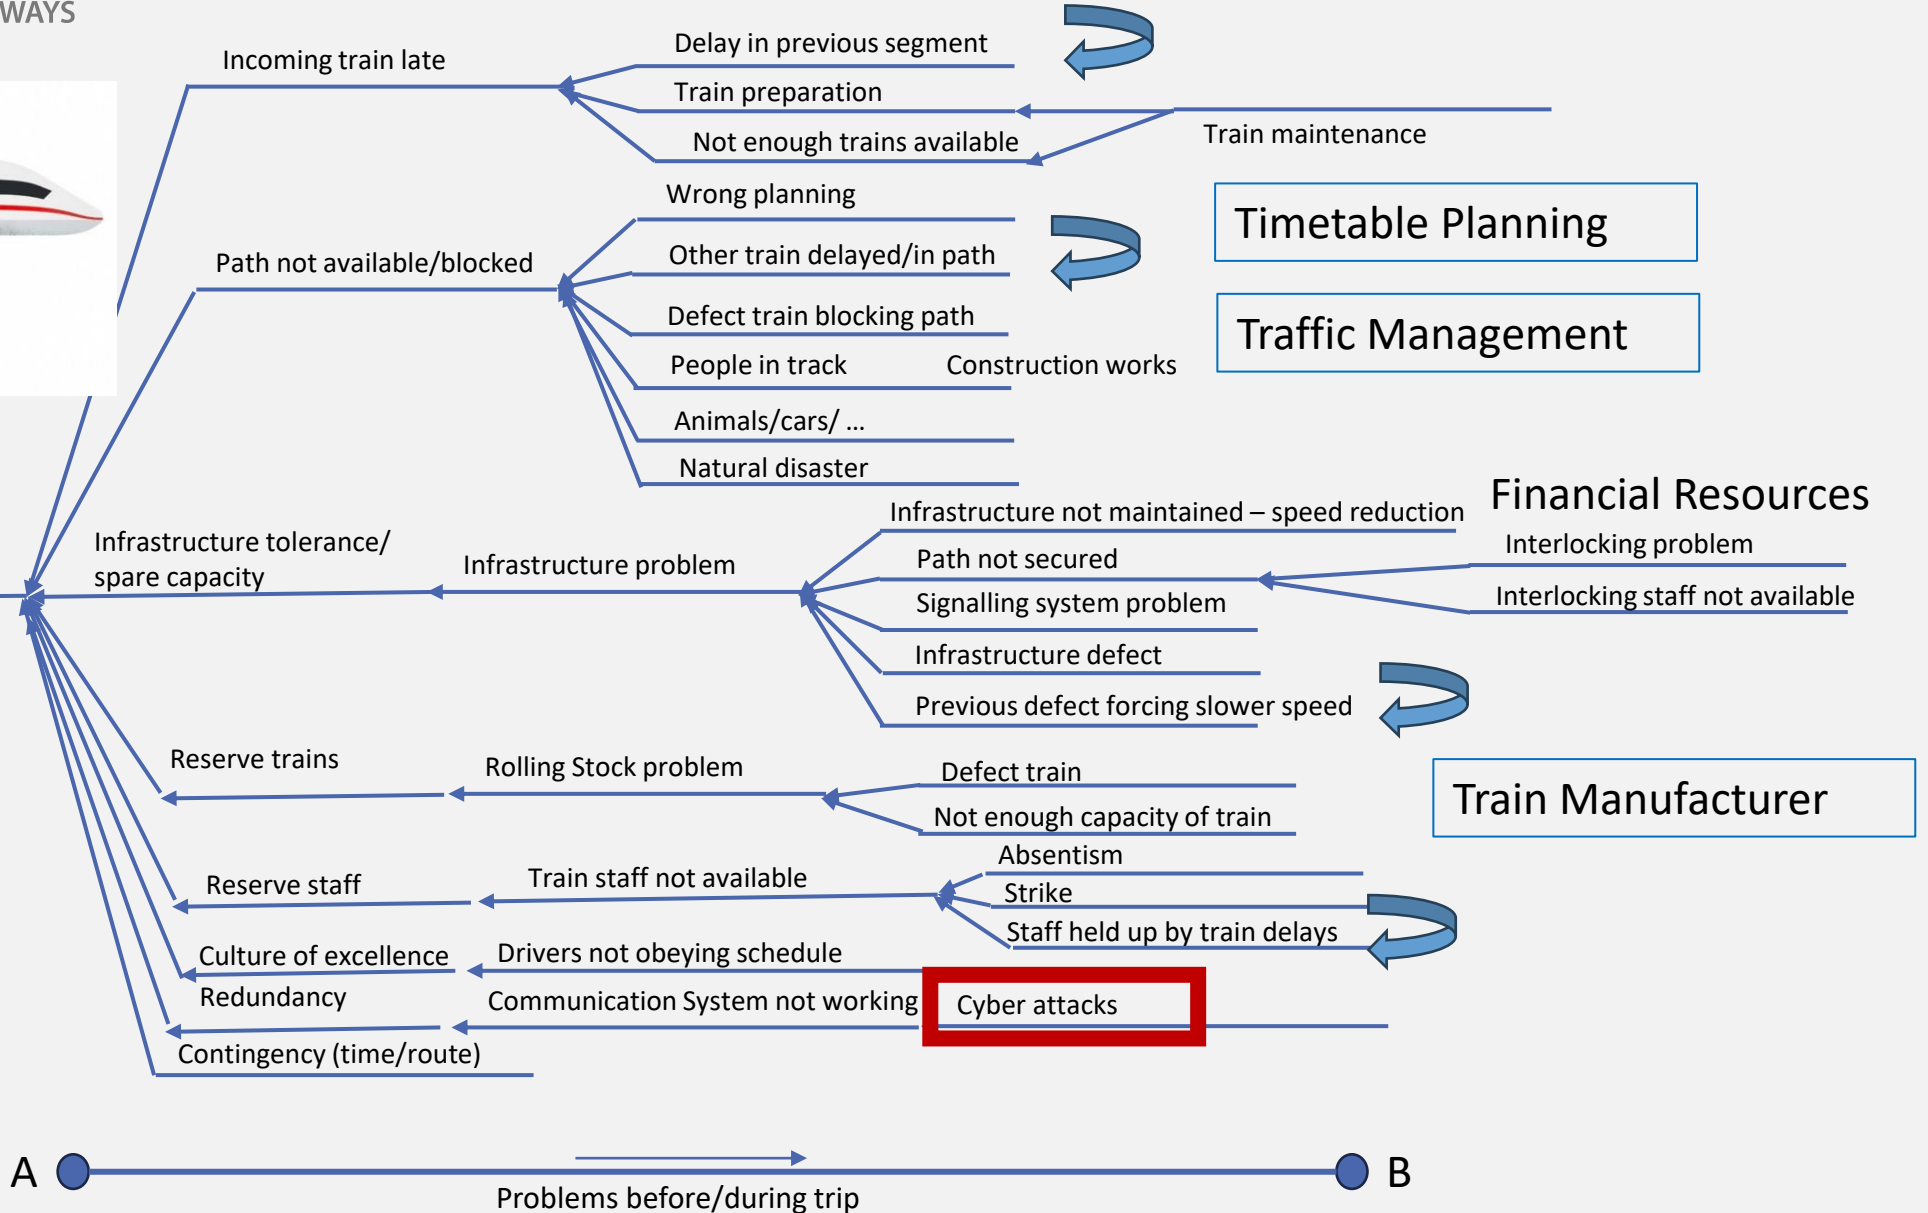 WAYS
Incoming train late
Delay in previous segment
Train preparation
Not enough trains available
Train maintenance
Wrong planning
Timetable Planning
Path not available/blocked
Other train delayed/in path
Defect train blocking path
Traffic Management
People in track
Construction works
Animals/cars/ ...
Natural disaster
Financial Resources
Infrastructure tolerance/
spare capacity
Infrastructure problem
Infrastructure not maintained – speed reduction
Path not secured
Interlocking problem
Interlocking staff not available
Signalling system problem
Infrastructure defect
Previous defect forcing slower speed
Reserve trains
Rolling Stock problem
Defect train
Not enough capacity of train
Train Manufacturer
Reserve staff
Train staff not available
Absentism
Strike
Staff held up by train delays
Culture of excellence
Drivers not obeying schedule
Redundancy
Communication System not working
Cyber attacks
Contingency (time/route)
A
B
Problems before/during trip